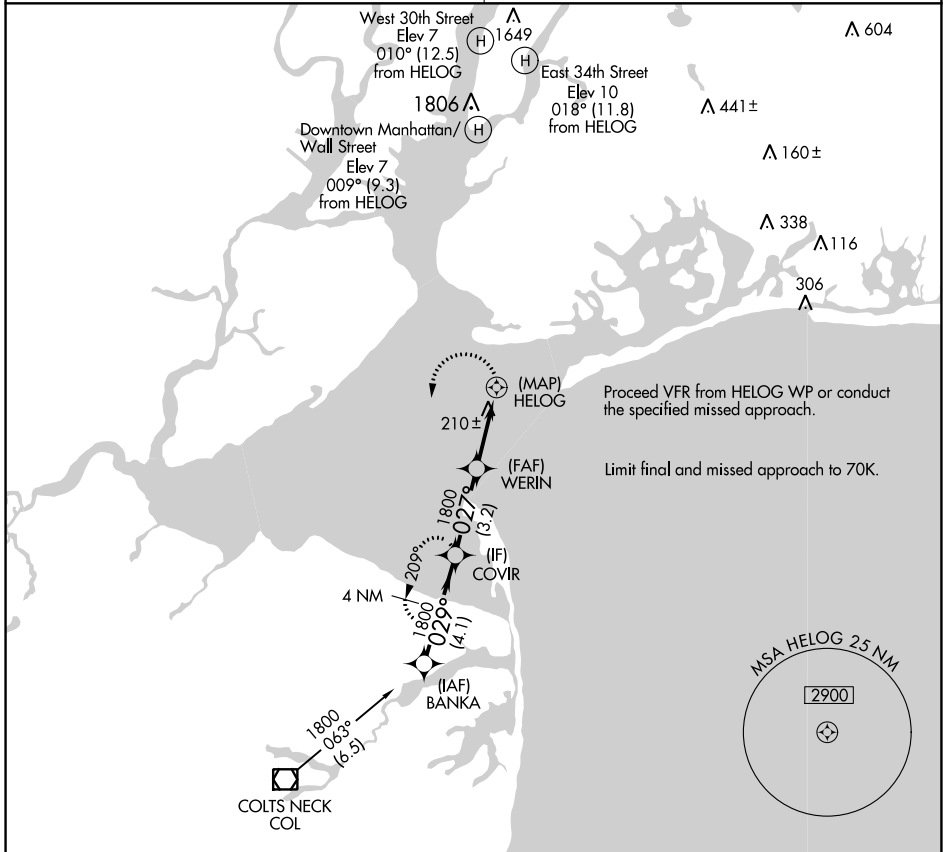 West 30th Street
Elev 7
010° (12.5)
from HELOG
H
1649
604
H
East 34th Street
Elev 10
018° (11.8)
from HELOG
1806
441±
Downtown Manhattan/
Wall Street
H
Elev 7
009° (9.3)
from HELOG
160±
338
116
306
(MAP)
HELOG
210±
Proceed VFR from HELOG WP or conduct
the specified missed approach.
(FAF)
WERIN
Limit final and missed approach to 70K.
1800
027°
(3.2)
209°
(IF)
COVIR
4 NM
1800
029°
(4.1)
(IAF)
BANKA
1800
063°
(6.5)
COLTS NECK
COL
MSA HELOG 25 NM
2900